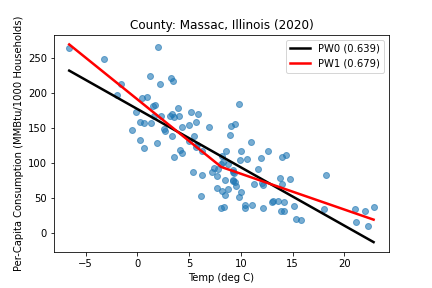 County: Massac, Illinois (2020)
PW0 (0.639)
PW1 (0.679)
Per-Capita Consumption (MMBtu/1000 Households)
250
200
150
100
50
0
−5
0
5
10
15
20
Temp (deg C)